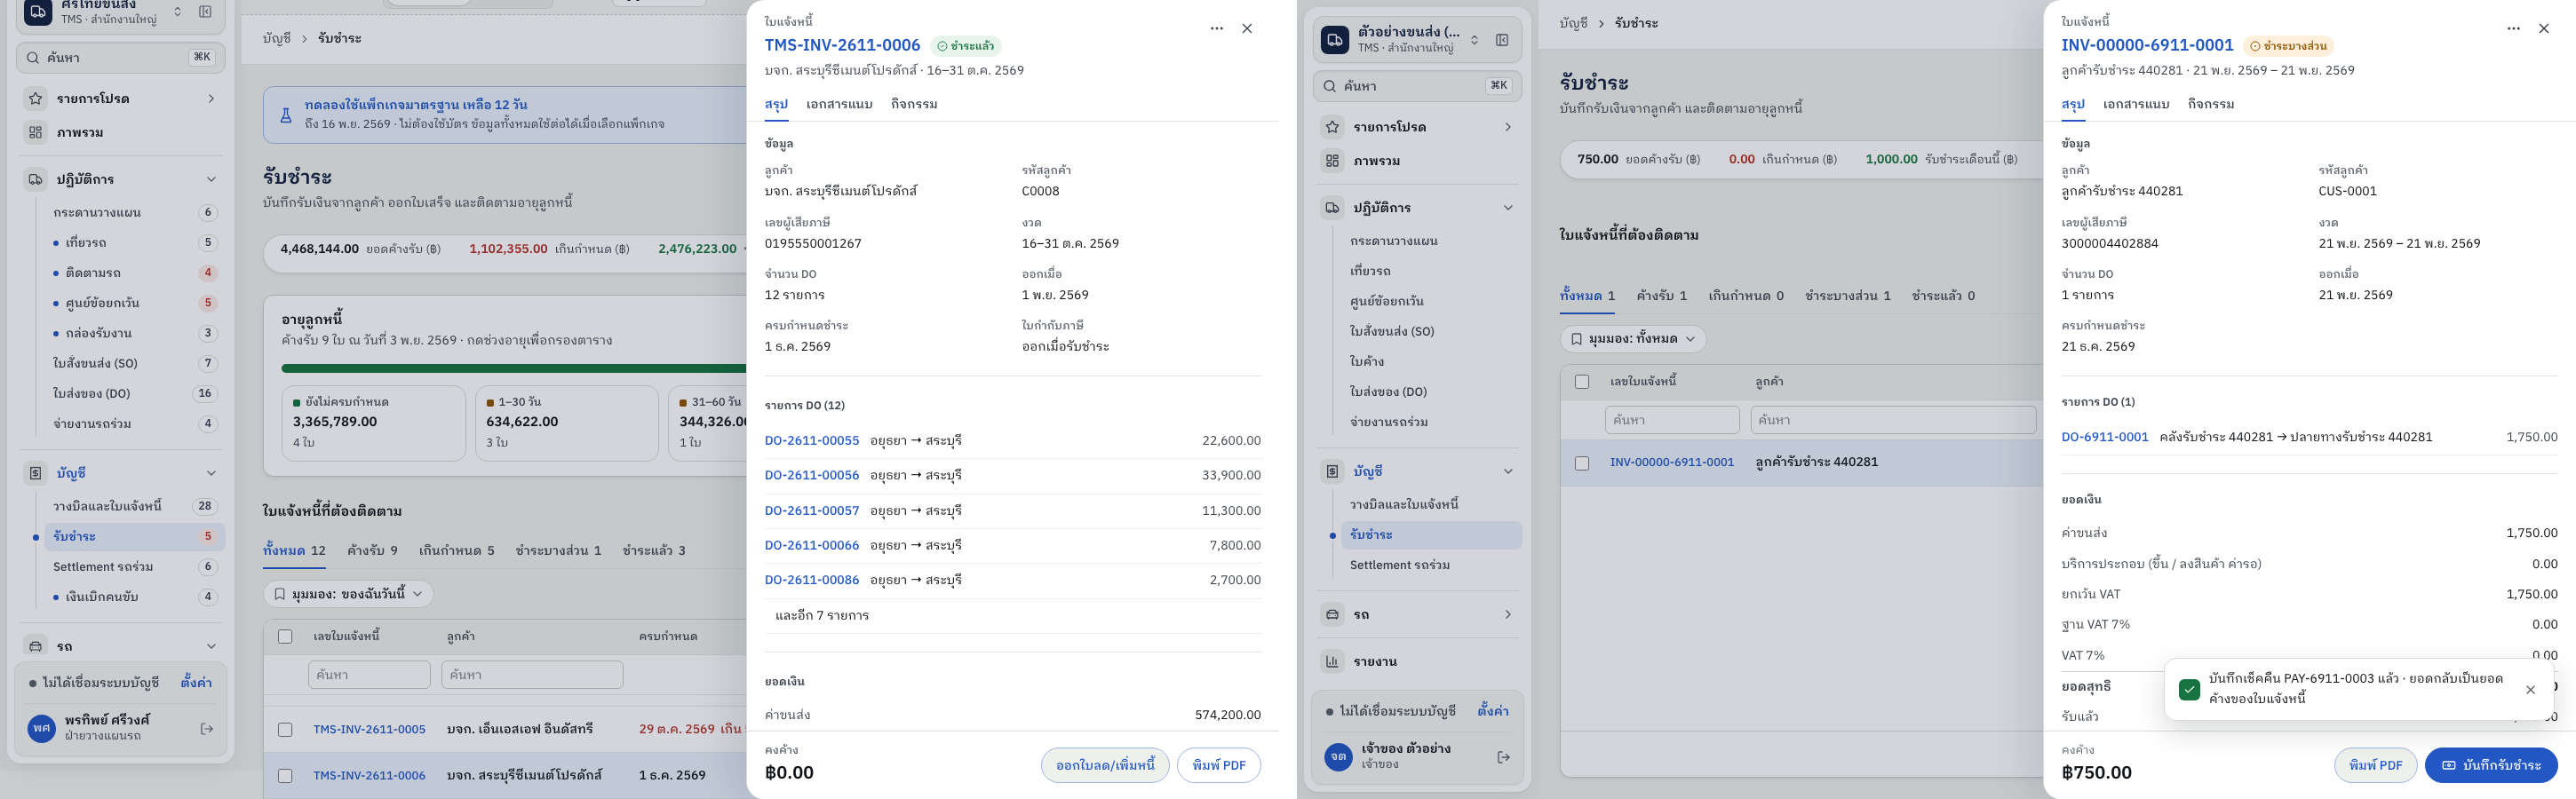 ศรีไทยขนส่ง
TMS · สำนักงานใหญ่
ค้นหา
⌘K
รายการโปรด
ภาพรวม
ปฏิบัติการ
กระดานวางแผน 6
เที่ยวรถ 5
ติดตามรถ 4
ศูนย์ข้อยกเว้น 5
กล่องรับงาน 3
ใบสั่งขนส่ง (SO) 7
ใบส่งของ (DO) 16
จ่ายงานรถร่วม 4
บัญชี
วางบิลและใบแจ้งหนี้ 28
รับชำระ 5
Settlement รถร่วม 6
เงินเบิกคนขับ 4
รถ
ไม่ได้เชื่อมระบบบัญชี ตั้งค่า
พศ
พรทิพย์ ศรีวงศ์
ฝ่ายวางแผนรถ
บัญชี > รับชำระ
ทดลองใช้แพ็กเกจมาตรฐาน เหลือ 12 วัน
ถึง 16 พ.ย. 2569 · ไม่ต้องใช้บัตร ข้อมูลทั้งหมดใช้ต่อได้เมื่อเลือกแพ็กเกจ
รับชำระ
บันทึกรับเงินจากลูกค้า ออกใบเสร็จ และติดตามอายุลูกหนี้
4,468,144.00 ยอดค้างรับ (฿) 1,102,355.00 เกินกำหนด (฿) 2,476,223.00
อายุลูกหนี้
ค้างรับ 9 ใบ ณ วันที่ 3 พ.ย. 2569 · กดช่วงอายุเพื่อกรองตาราง
ยังไม่ครบกำหนด
3,365,789.00
4 ใบ
1–30 วัน
634,622.00
3 ใบ
31–60 วัน
344,326.0
1 ใบ
ใบแจ้งหนี้ที่ต้องติดตาม
ทั้งหมด 12 ค้างรับ 9 เกินกำหนด 5 ชำระบางส่วน 1 ชำระแล้ว 3
มุมมอง: ของฉันวันนี้
เลขใบแจ้งหนี้ ลูกค้า ครบกำหนด
ค้นหา ค้นหา
TMS-INV-2611-0005 บจก. เอ็นเอสเอฟ อินดัสทรี 29 ต.ค. 2569 เกิน
TMS-INV-2611-0006 บจก. สระบุรีซีเมนต์โปรดักส์ 1 ธ.ค. 2569
ใบแจ้งหนี้
TMS-INV-2611-0006 ชำระแล้ว
บจก. สระบุรีซีเมนต์โปรดักส์ · 16–31 ต.ค. 2569
สรุป เอกสารแนบ กิจกรรม
ข้อมูล
ลูกค้า รหัสลูกค้า
บจก. สระบุรีซีเมนต์โปรดักส์ C0008
เลขผู้เสียภาษี งวด
0195550001267 16–31 ต.ค. 2569
จำนวน DO ออกเมื่อ
12 รายการ 1 พ.ย. 2569
ครบกำหนดชำระ ใบกำกับภาษี
1 ธ.ค. 2569 ออกเมื่อรับชำระ
รายการ DO (12)
DO-2611-00055 อยุธยา → สระบุรี 22,600.00
DO-2611-00056 อยุธยา → สระบุรี 33,900.00
DO-2611-00057 อยุธยา → สระบุรี 11,300.00
DO-2611-00066 อยุธยา → สระบุรี 7,800.00
DO-2611-00086 อยุธยา → สระบุรี 2,700.00
และอีก 7 รายการ
ยอดเงิน
ค่าขนส่ง 574,200.00
คงค้าง
฿0.00
ออกใบลด/เพิ่มหนี้ พิมพ์ PDF
ตัวอย่างขนส่ง (...
TMS · สำนักงานใหญ่
ค้นหา
⌘K
รายการโปรด
ภาพรวม
ปฏิบัติการ
กระดานวางแผน
เที่ยวรถ
ศูนย์ข้อยกเว้น
ใบสั่งขนส่ง (SO)
ใบค้าง
ใบส่งของ (DO)
จ่ายงานรถร่วม
บัญชี
วางบิลและใบแจ้งหนี้
รับชำระ
Settlement รถร่วม
รถ
รายงาน
ไม่ได้เชื่อมระบบบัญชี ตั้งค่า
จต
เจ้าของ ตัวอย่าง
เจ้าของ
บัญชี > รับชำระ
รับชำระ
บันทึกรับเงินจากลูกค้า และติดตามอายุลูกหนี้
750.00 ยอดค้างรับ (฿) 0.00 เกินกำหนด (฿) 1,000.00 รับชำระเดือนนี้ (฿)
ใบแจ้งหนี้ที่ต้องติดตาม
ทั้งหมด 1 ค้างรับ 1 เกินกำหนด 0 ชำระบางส่วน 1 ชำระแล้ว 0
มุมมอง: ทั้งหมด
เลขใบแจ้งหนี้ ลูกค้า
ค้นหา ค้นหา
INV-00000-6911-0001 ลูกค้ารับชำระ 440281
ใบแจ้งหนี้
INV-00000-6911-0001 ชำระบางส่วน
ลูกค้ารับชำระ 440281 · 21 พ.ย. 2569 – 21 พ.ย. 2569
สรุป เอกสารแนบ กิจกรรม
ข้อมูล
ลูกค้า รหัสลูกค้า
ลูกค้ารับชำระ 440281 CUS-0001
เลขผู้เสียภาษี งวด
3000004402884 21 พ.ย. 2569 – 21 พ.ย. 2569
จำนวน DO ออกเมื่อ
1 รายการ 21 พ.ย. 2569
ครบกำหนดชำระ
21 ธ.ค. 2569
รายการ DO (1)
DO-6911-0001 คลังรับชำระ 440281 → ปลายทางรับชำระ 440281 1,750.00
ยอดเงิน
ค่าขนส่ง 1,750.00
บริการประกอบ (ขึ้น / ลงสินค้า ค่ารอ) 0.00
ยกเว้น VAT 1,750.00
ฐาน VAT 7% 0.00
VAT 7% 0.00
ยอดสุทธิ
รับแล้ว
บันทึกเช็คคืน PAY-6911-0003 แล้ว · ยอดกลับเป็นยอด
ค้างของใบแจ้งหนี้
คงค้าง
฿750.00
พิมพ์ PDF บันทึกรับชำระ